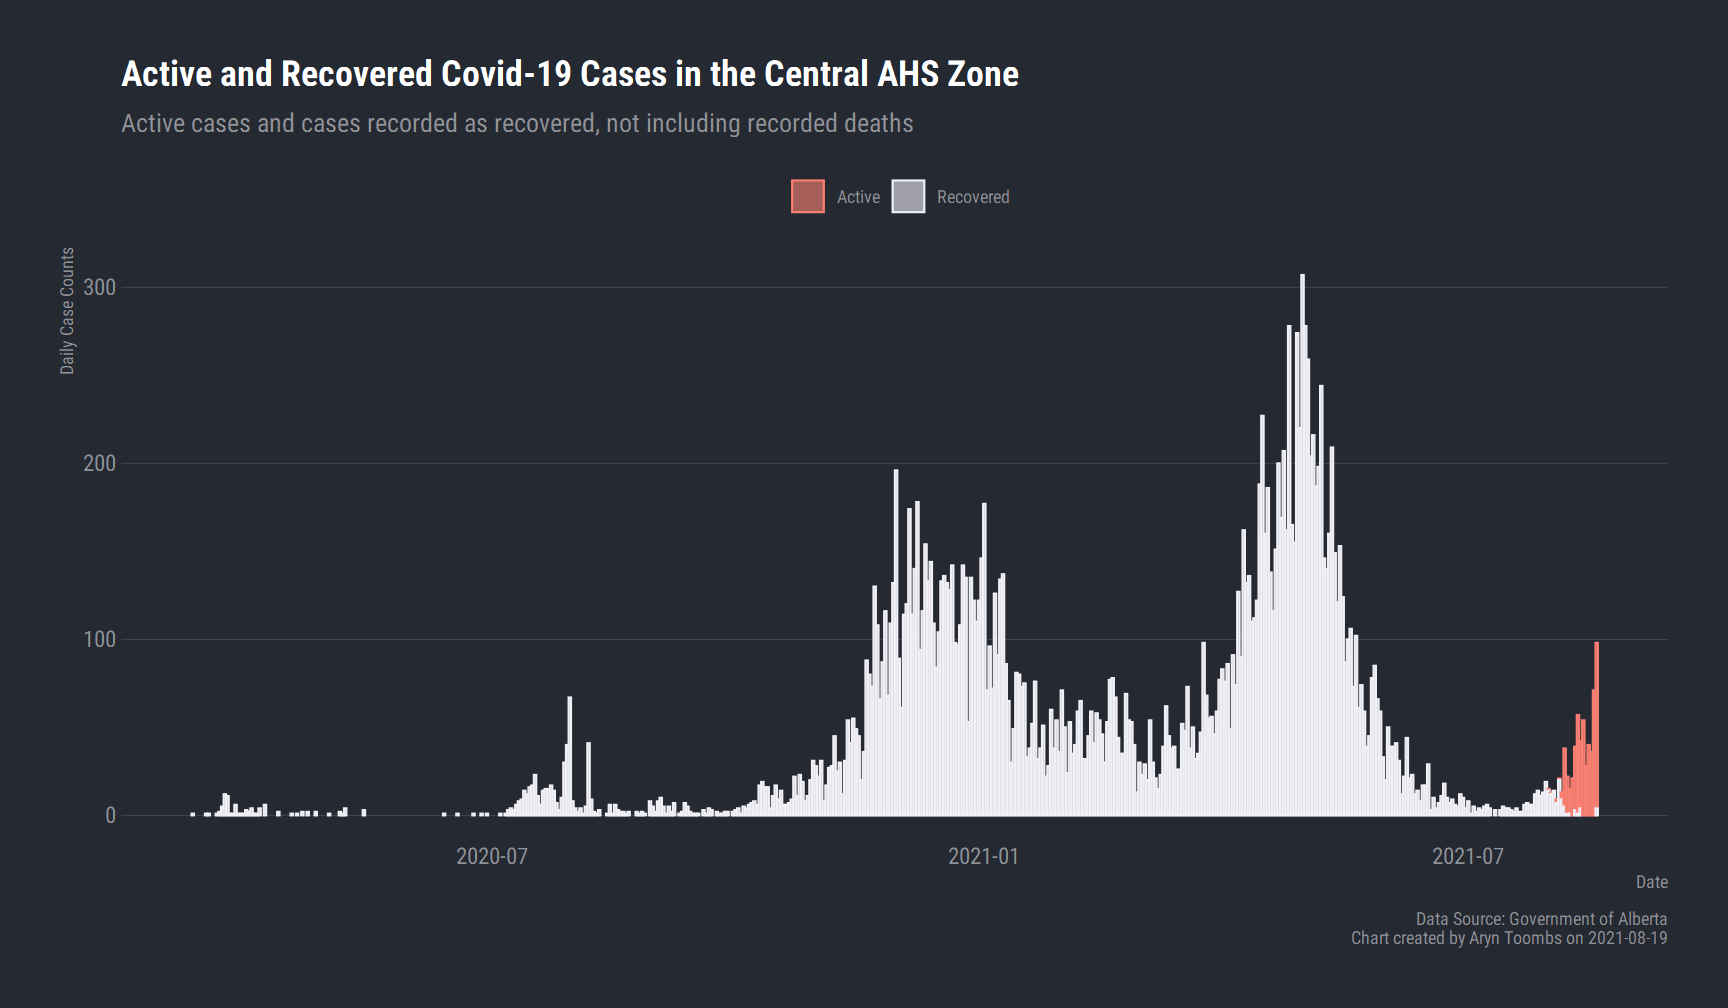 Active and Recovered Covid-19 Cases in the Central AHS Zone
Active cases and cases recorded as recovered, not including recorded deaths
Active
Recovered
Daily Case Counts
300
200
100
0
2020-07
2021-01
2021-07
Date
Data Source: Government of Alberta
Chart created by Aryn Toombs on 2021-08-19